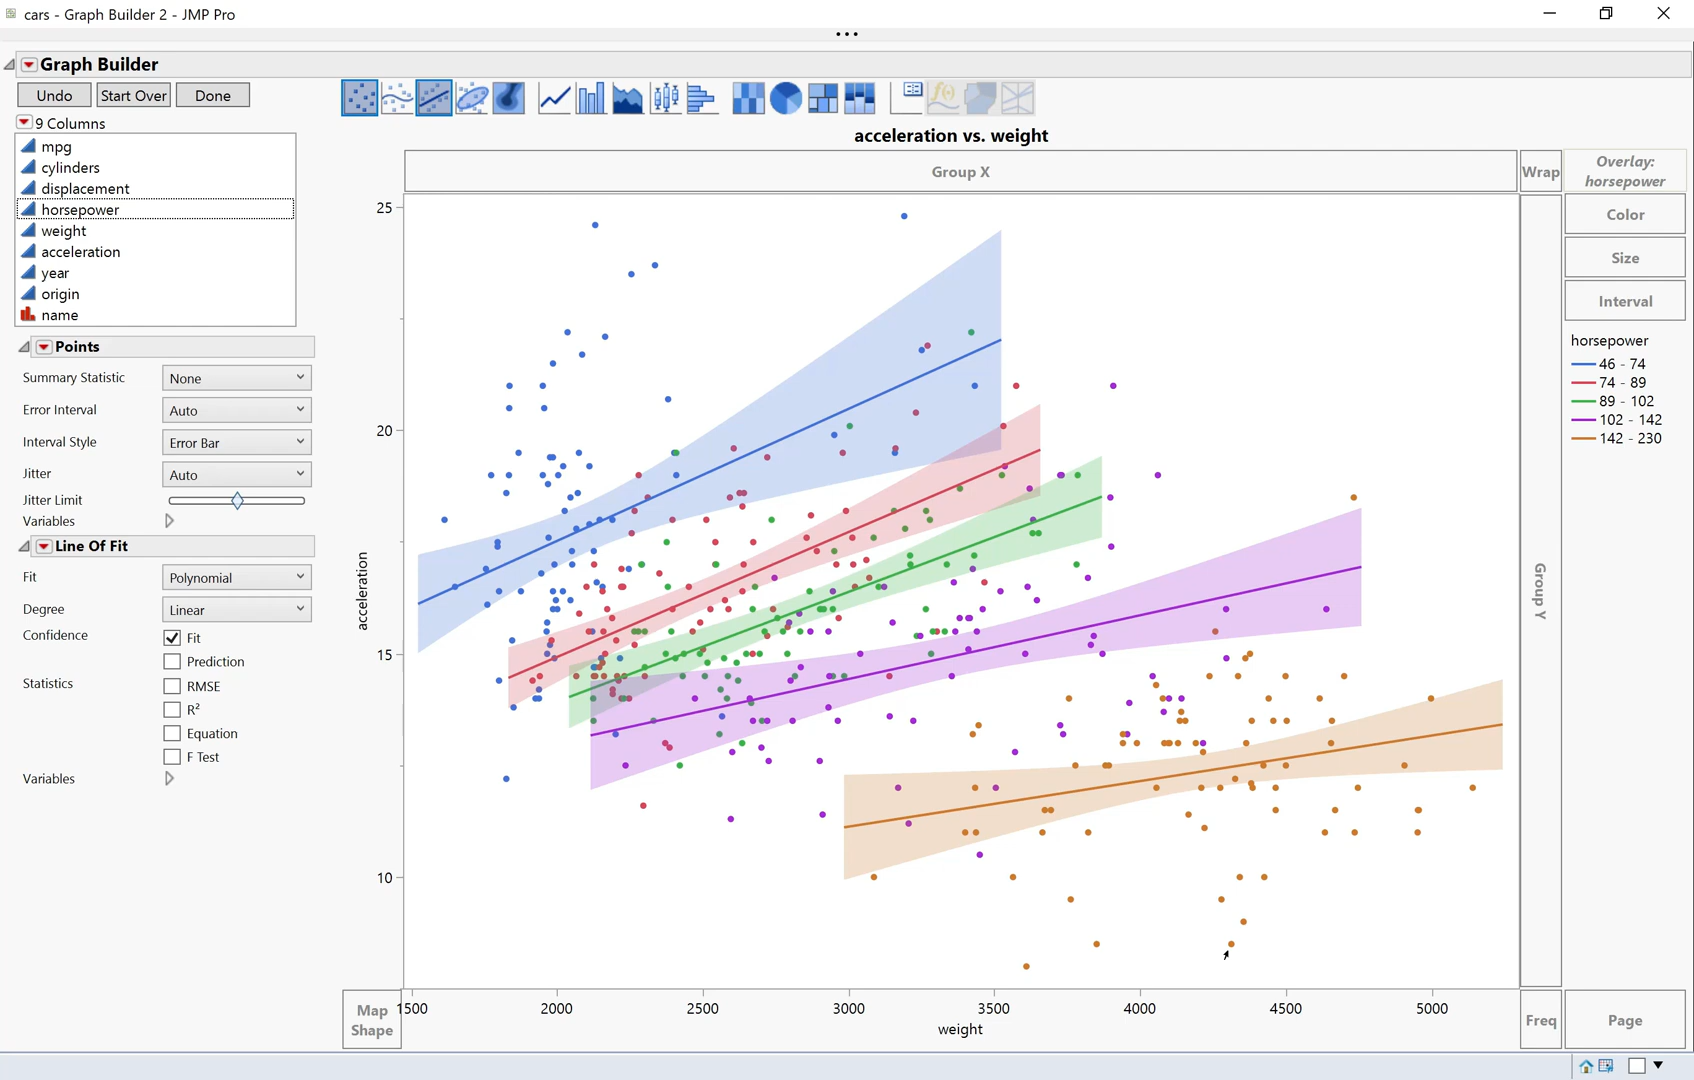 cars - Graph Builder 2 - JMP Pro
Graph Builder
Undo Start Over Done
9 Columns
mpg
cylinders
displacement
horsepower
weight
acceleration
year
origin
name
Points
Summary Statistic None
Error Interval Auto
Interval Style Error Bar
Jitter Auto
Jitter Limit
Variables
Line Of Fit
Fit Polynomial
Degree Linear
Confidence Fit
Prediction
Statistics RMSE
R²
Equation
F Test
Variables
acceleration vs. weight
Group X
Wrap
Overlay:
horsepower
Color
Size
Interval
horsepower
46 - 74
74 - 89
89 - 102
102 - 142
142 - 230
Group Y
acceleration
25
20
15
10
Map
Shape
1500 2000 2500 3000 3500 4000 4500 5000
weight
Freq
Page